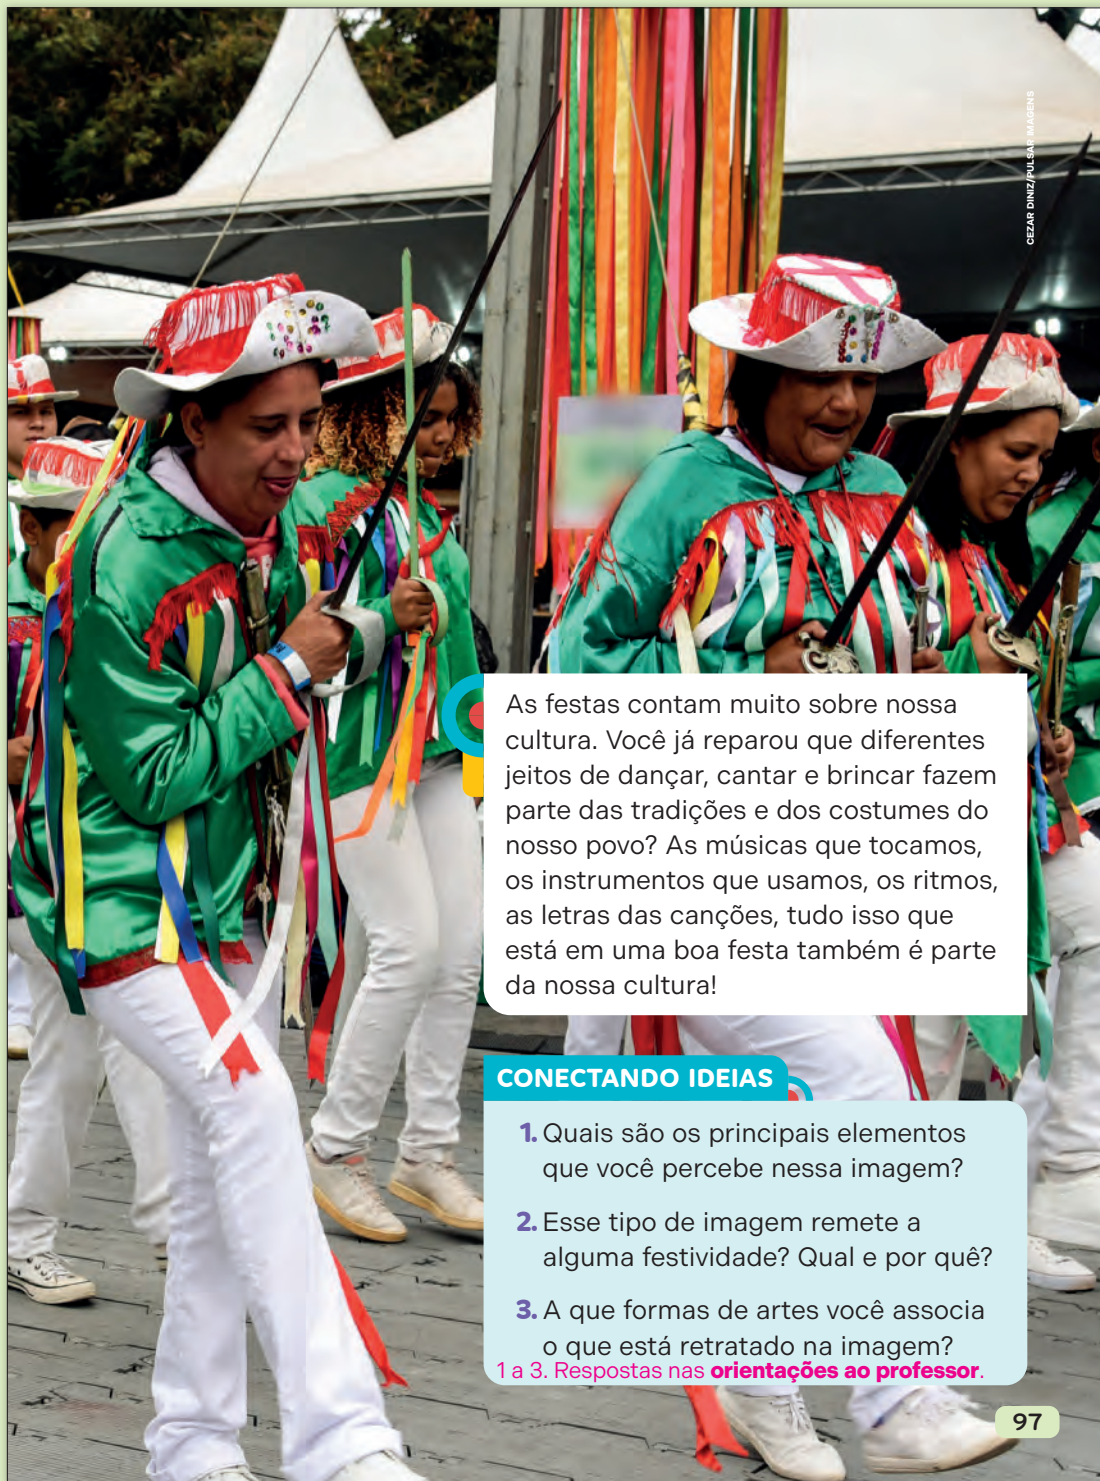 CEZAR DINIZ/PULSAR IMAGENS
As festas contam muito sobre nossa
cultura. Você já reparou que diferentes
jeitos de dançar, cantar e brincar fazem
parte das tradições e dos costumes do
nosso povo? As músicas que tocamos,
os instrumentos que usamos, os ritmos,
as letras das canções, tudo isso que
está em uma boa festa também é parte
da nossa cultura!
CONECTANDO IDEIAS
1. Quais são os principais elementos
que você percebe nessa imagem?
2. Esse tipo de imagem remete a
alguma festividade? Qual e por quê?
3. A que formas de artes você associa
o que está retratado na imagem?
1 a 3. Respostas nas orientações ao professor.
97